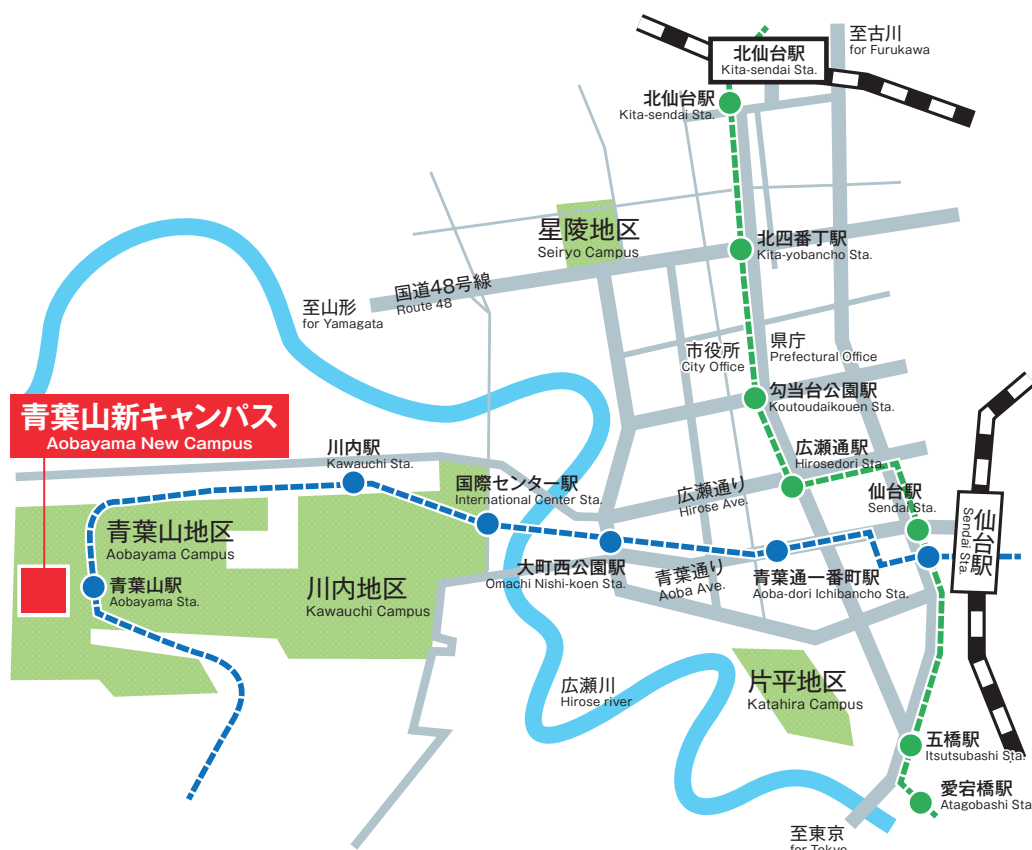 至古川
for Furukawa
北仙台駅
Kita-sendai Sta.
北仙台駅
Kita-sendai Sta.
星陵地区
Seiryo Campus
北四番丁駅
Kita-yobancho Sta.
国道48号線
Route 48
至山形
for Yamagata
市役所
City Office
県庁
Prefectural Office
勾当台公園駅
Koutoudaikouen Sta.
青葉山新キャンパス
Aobayama New Campus
川内駅
Kawauchi Sta.
広瀬通駅
Hirosedori Sta.
国際センター駅
International Center Sta.
広瀬通り
Hirose Ave.
仙台駅
Sendai Sta.
仙台駅
Sendai Sta.
青葉山地区
Aobayama Campus
大町西公園駅
Omachi Nishi-koen Sta.
青葉通り
Aoba Ave.
青葉通一番町駅
Aoba-dori Ichibancho Sta.
青葉山駅
Aobayama Sta.
川内地区
Kawauchi Campus
広瀬川
Hirose river
片平地区
Katahira Campus
五橋駅
Itsutsubashi Sta.
愛宕橋駅
Atagobashi Sta
至東京
for Tokyo